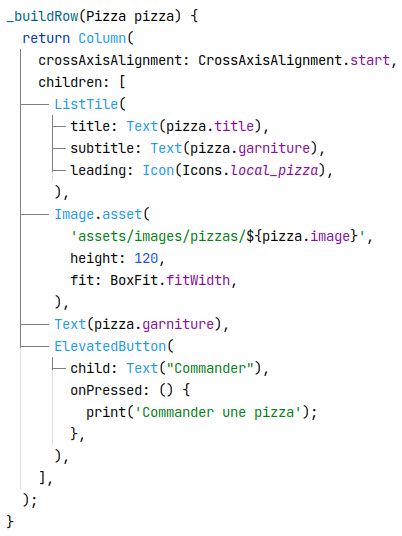 _buildRow(Pizza pizza) {
  return Column(
    crossAxisAlignment: CrossAxisAlignment.start,
    children: [
      ListTile(
        title: Text(pizza.title),
        subtitle: Text(pizza.garniture),
        leading: Icon(Icons.local_pizza),
      ),
      Image.asset(
        'assets/images/pizzas/${pizza.image}',
        height: 120,
        fit: BoxFit.fitWidth,
      ),
      Text(pizza.garniture),
      ElevatedButton(
        child: Text("Commander"),
        onPressed: () {
          print('Commander une pizza');
        },
      ),
    ],
  );
}